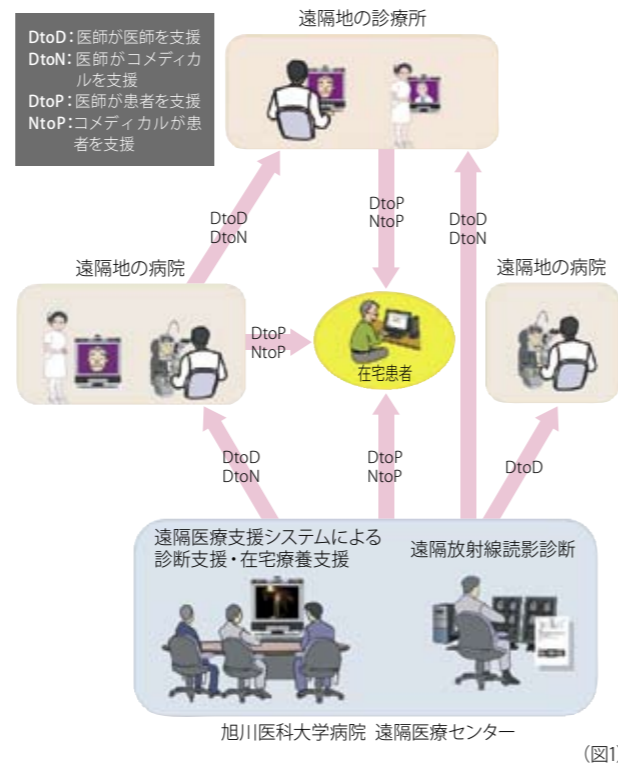 DtoD:医師が医師を支援
DtoN:医師がコメディカ
ルを支援
DtoP:医師が患者を支援
NtoP:コメディカルが患
者を支援
遠隔地の診療所
DtoD
DtoN
DtoP
NtoP
DtoD
DtoN
遠隔地の病院
遠隔地の病院
DtoP
NtoP
在宅患者
DtoD
DtoN
DtoP
NtoP
DtoD
遠隔医療支援システムによる
診断支援・在宅療養支援
遠隔放射線読影診断
旭川医科大学病院 遠隔医療センター
(図1)